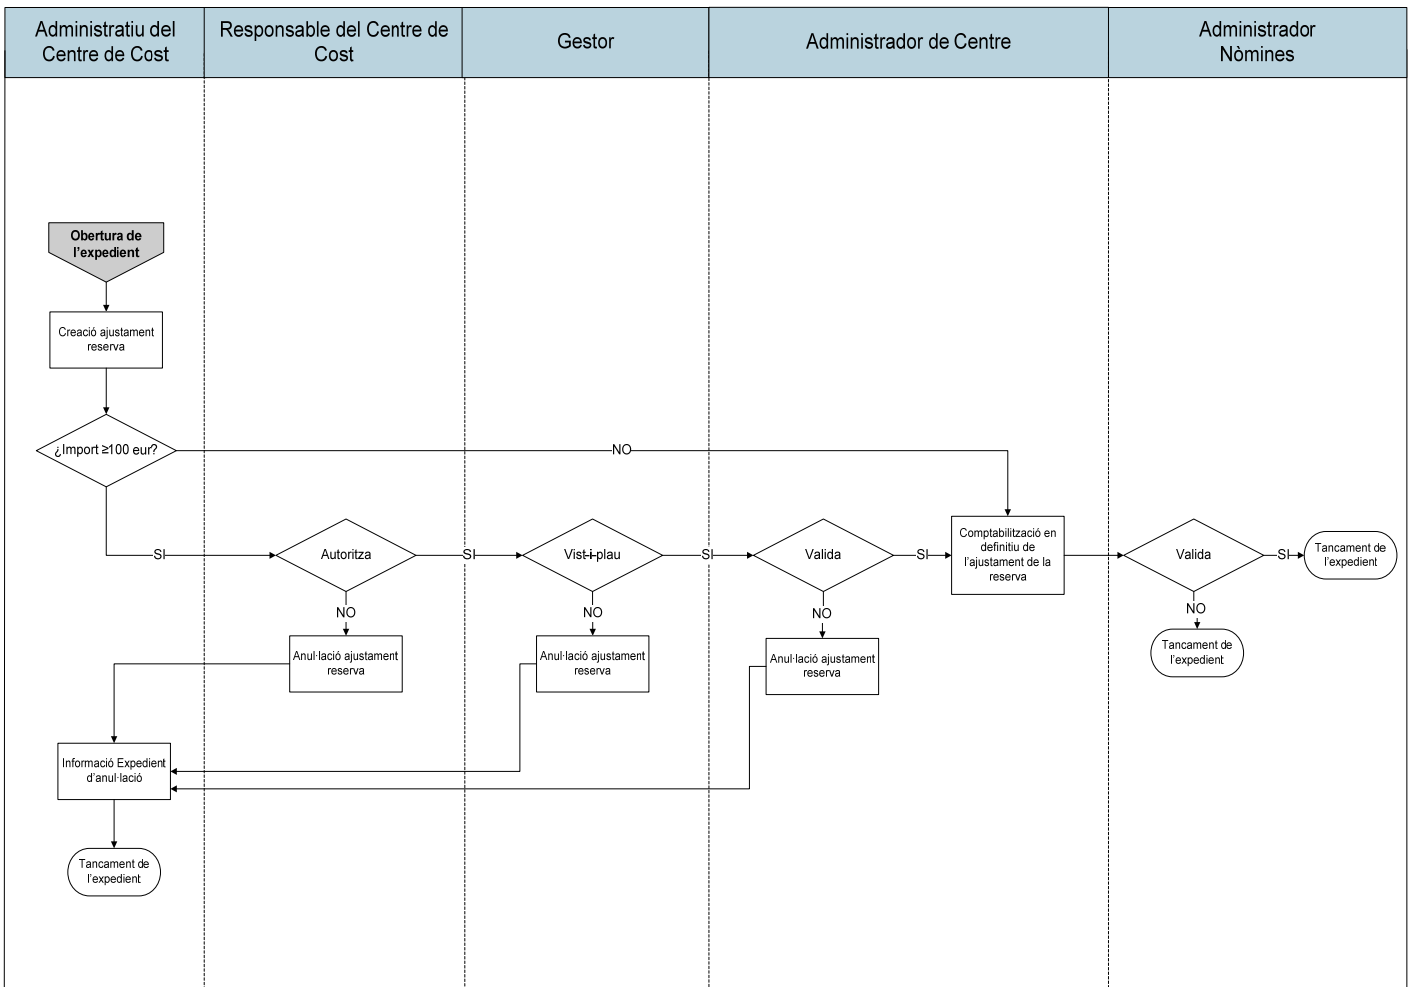 Administratiu del
Centre de Cost
Responsable del Centre de
Cost
Gestor
Administrador de Centre
Administrador
Nòmines
Obertura de
l’expedient
Creació ajustament
reserva
¿Import ≥100 eur?
NO
SI
Autoritza
SI
Vist-i-plau
SI
Valida
SI
Comptabilització en
definitiu de
l’ajustament de la
reserva
Valida
SI
Tancament de
l’expedient
NO
NO
NO
NO
Anul·lació ajustament
reserva
Anul·lació ajustament
reserva
Anul·lació ajustament
reserva
Tancament de
l’expedient
Informació Expedient
d’anul·lació
Tancament de
l’expedient